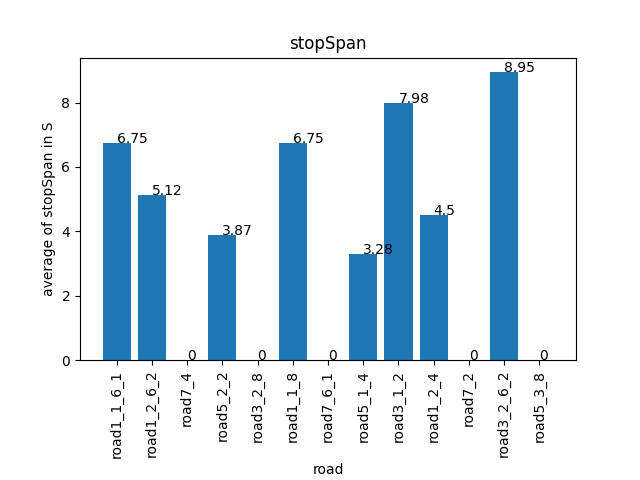 stopSpan
average of stopSpan in S
8
6
4
2
0
6.75
5.12
0
3.87
0
6.75
0
3.28
7.98
4.5
0
8.95
0
road1_1_6_1
road1_2_6_2
road7_4
road5_2_2
road3_2_8
road1_1_8
road7_6_1
road5_1_4
road3_1_2
road1_2_4
road7_2
road3_2_6_2
road5_3_8
road